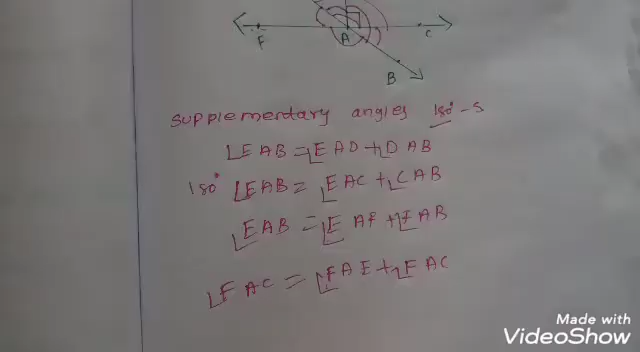 F
A
C
B
Supplementary angles 180° - S
∠EAB = ∠EAD + ∠DAB
180° ∠EAB = ∠EAC + ∠CAB
∠EAB = ∠EAF + ∠FAB
∠FAC = ∠FAE + ∠FAC
Made with
VideoShow